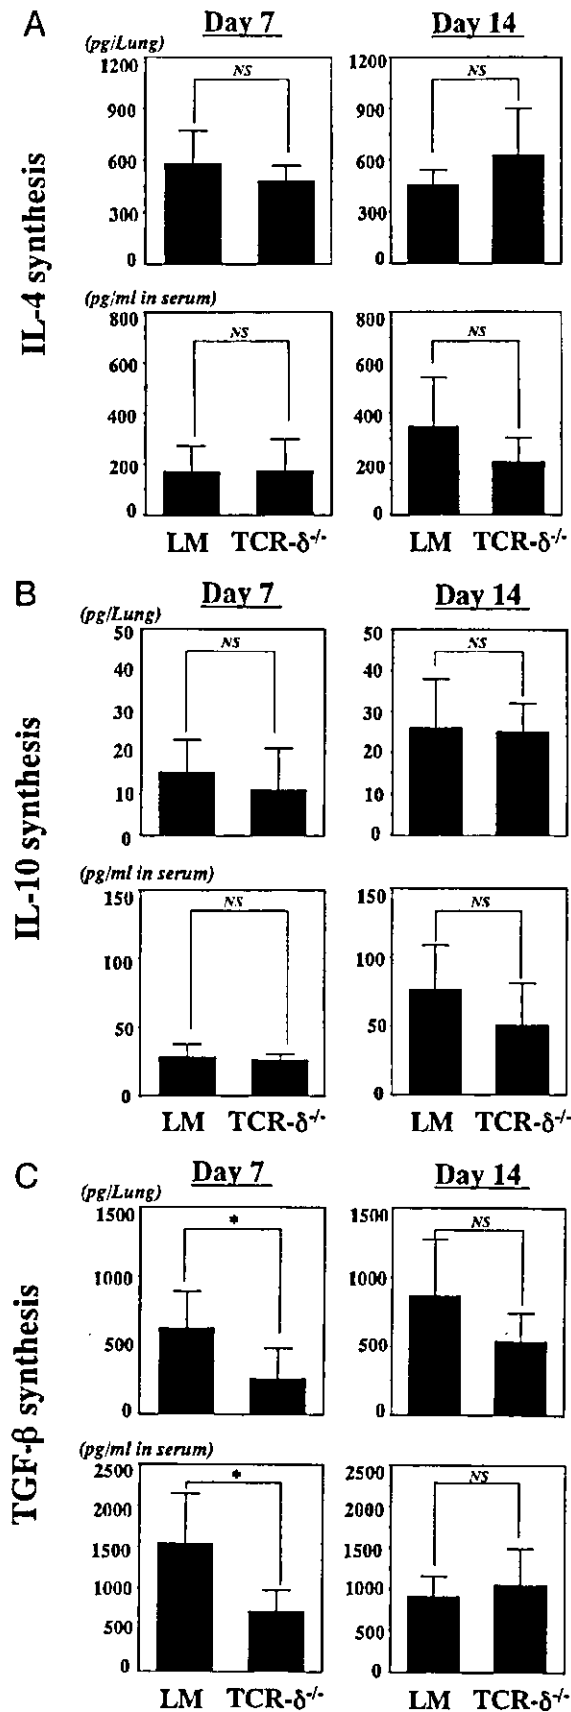 A
Day 7
Day 14
(pg/Lung)
1200
900
600
300
0
NS
1200
900
600
300
0
NS
IL-4 synthesis
(pg/ml in serum)
800
600
400
200
0
NS
800
600
400
200
0
NS
LM TCR-δ-/-
LM TCR-δ-/-
B
Day 7
Day 14
(pg/Lung)
50
40
30
20
10
0
NS
50
40
30
20
10
0
NS
IL-10 synthesis
(pg/ml in serum)
150
100
50
0
NS
150
100
50
0
NS
LM TCR-δ-/-
LM TCR-δ-/-
C
Day 7
Day 14
(pg/Lung)
1500
1000
500
0
*
1500
1000
500
0
NS
TGF-β synthesis
(pg/ml in serum)
2500
2000
1500
1000
500
0
*
2500
2000
1500
1000
500
0
NS
LM TCR-δ-/-
LM TCR-δ-/-